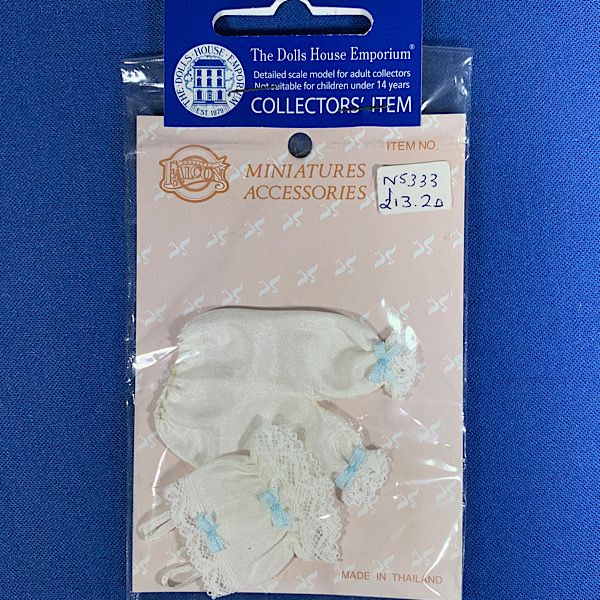 THE DOLLS HOUSE EMPORIUM
EST. 1979
The Dolls House Emporium®
Detailed scale model for adult collectors
Not suitable for children under 14 years
COLLECTORS' ITEM
FALCON
MINIATURES
ACCESSORIES
ITEM NO.
N5333
£13.20
MADE IN THAILAND